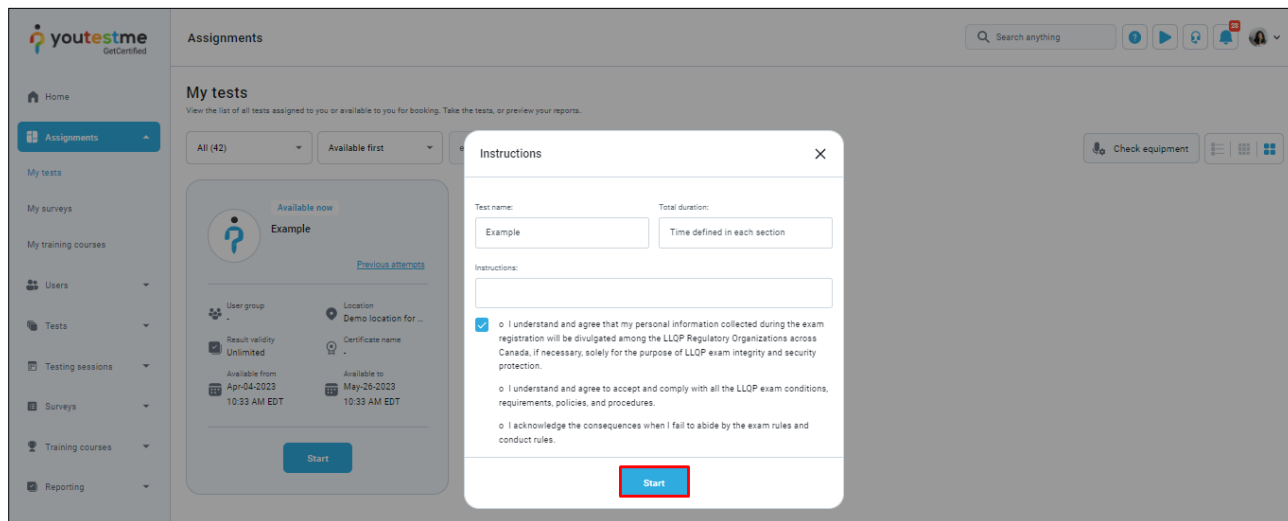 youtestme
GetCertified
Assignments
Search anything
?
28
Home
Assignments
My tests
My surveys
My training courses
Users
Tests
Testing sessions
Surveys
Training courses
Reporting
My tests
View the list of all tests assigned to you or available to you for booking. Take the tests, or preview your reports.
All (42)
Available first
e
Check equipment
Available now
Example
Previous attempts
User group
-
Location
Demo location for ...
Result validity
Unlimited
Certificate name
-
Available from
Apr-04-2023
10:33 AM EDT
Available to
May-26-2023
10:33 AM EDT
Start
Instructions
Test name:
Example
Total duration:
Time defined in each section
Instructions:
o I understand and agree that my personal information collected during the exam
registration will be divulgated among the LLQP Regulatory Organizations across
Canada, if necessary, solely for the purpose of LLQP exam integrity and security
protection.
o I understand and agree to accept and comply with all the LLQP exam conditions,
requirements, policies, and procedures.
o I acknowledge the consequences when I fail to abide by the exam rules and
conduct rules.
Start